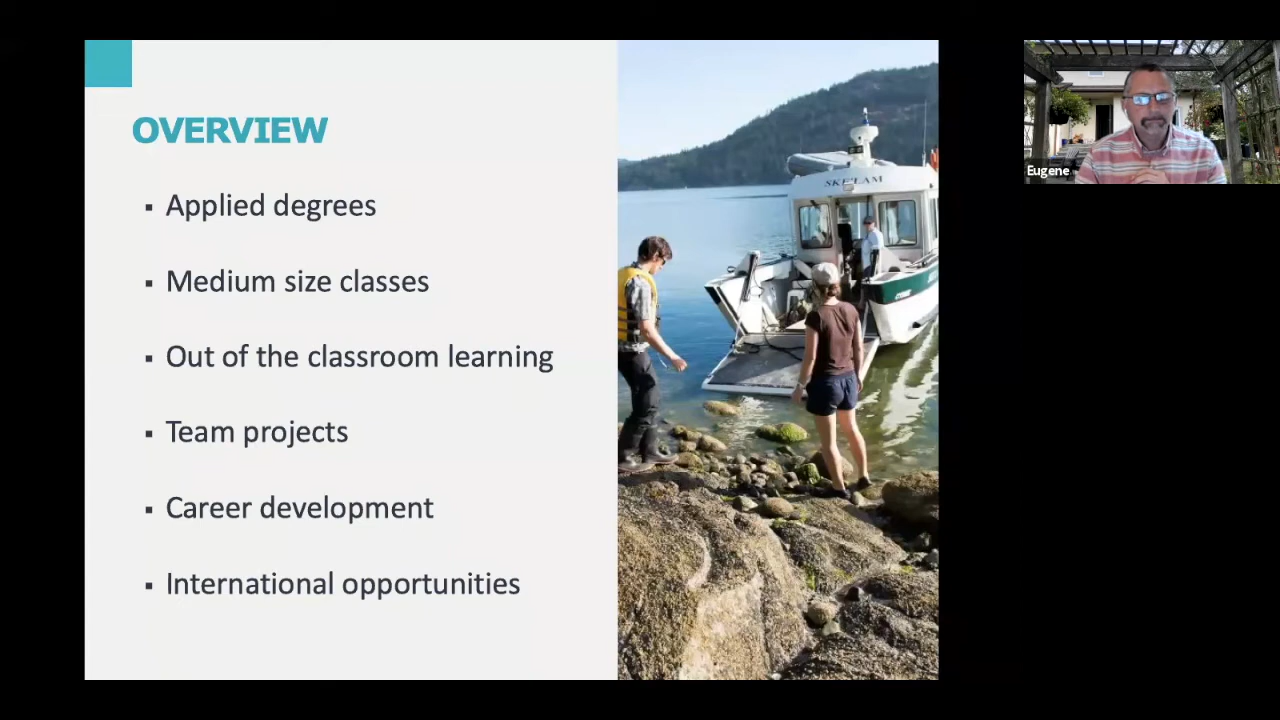 OVERVIEW
▪ Applied degrees
▪ Medium size classes
▪ Out of the classroom learning
▪ Team projects
▪ Career development
▪ International opportunities
Eugene